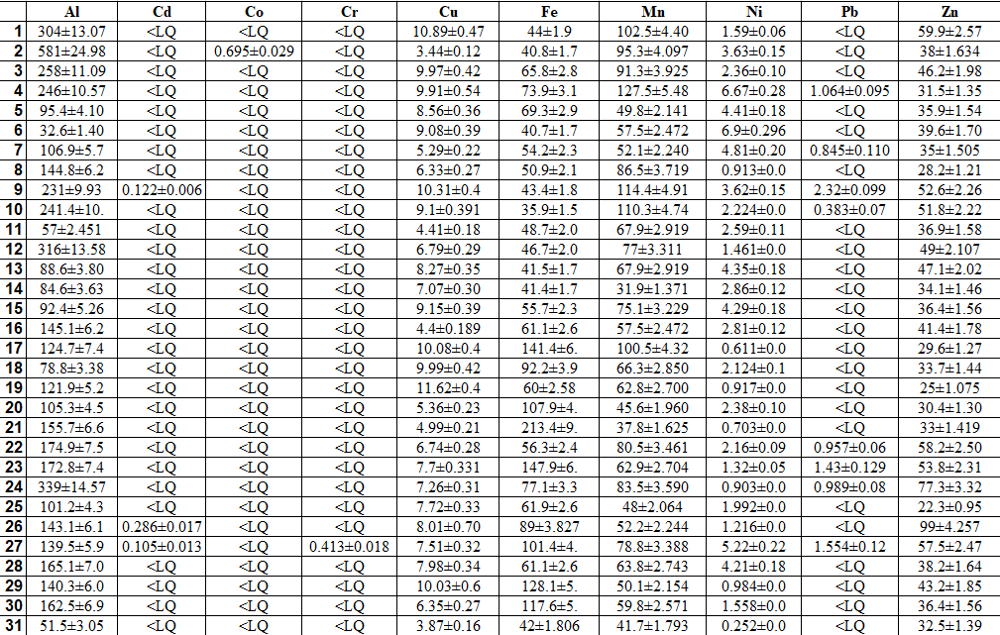 Al Cd Co Cr Cu Fe Mn Ni Pb Zn
1 304±13.07 <LQ <LQ <LQ 10.89±0.47 44±1.9 102.5±4.40 1.59±0.06 <LQ 59.9±2.57
2 581±24.98 <LQ 0.695±0.029 <LQ 3.44±0.12 40.8±1.7 95.3±4.097 3.63±0.15 <LQ 38±1.634
3 258±11.09 <LQ <LQ <LQ 9.97±0.42 65.8±2.8 91.3±3.925 2.36±0.10 <LQ 46.2±1.98
4 246±10.57 <LQ <LQ <LQ 9.91±0.54 73.9±3.1 127.5±5.48 6.67±0.28 1.064±0.095 31.5±1.35
5 95.4±4.10 <LQ <LQ <LQ 8.56±0.36 69.3±2.9 49.8±2.141 4.41±0.18 <LQ 35.9±1.54
6 32.6±1.40 <LQ <LQ <LQ 9.08±0.39 40.7±1.7 57.5±2.472 6.9±0.296 <LQ 39.6±1.70
7 106.9±5.7 <LQ <LQ <LQ 5.29±0.22 54.2±2.3 52.1±2.240 4.81±0.20 0.845±0.110 35±1.505
8 144.8±6.2 <LQ <LQ <LQ 6.33±0.27 50.9±2.1 86.5±3.719 0.913±0.0 <LQ 28.2±1.21
9 231±9.93 0.122±0.006 <LQ <LQ 10.31±0.4 43.4±1.8 114.4±4.91 3.62±0.15 2.32±0.099 52.6±2.26
10 241.4±10. <LQ <LQ <LQ 9.1±0.391 35.9±1.5 110.3±4.74 2.224±0.0 0.383±0.07 51.8±2.22
11 57±2.451 <LQ <LQ <LQ 4.41±0.18 48.7±2.0 67.9±2.919 2.59±0.11 <LQ 36.9±1.58
12 316±13.58 <LQ <LQ <LQ 6.79±0.29 46.7±2.0 77±3.311 1.461±0.0 <LQ 49±2.107
13 88.6±3.80 <LQ <LQ <LQ 8.27±0.35 41.5±1.7 67.9±2.919 4.35±0.18 <LQ 47.1±2.02
14 84.6±3.63 <LQ <LQ <LQ 7.07±0.30 41.4±1.7 31.9±1.371 2.86±0.12 <LQ 34.1±1.46
15 92.4±5.26 <LQ <LQ <LQ 9.15±0.39 55.7±2.3 75.1±3.229 4.29±0.18 <LQ 36.4±1.56
16 145.1±6.2 <LQ <LQ <LQ 4.4±0.189 61.1±2.6 57.5±2.472 2.81±0.12 <LQ 41.4±1.78
17 124.7±7.4 <LQ <LQ <LQ 10.08±0.4 141.4±6. 100.5±4.32 0.611±0.0 <LQ 29.6±1.27
18 78.8±3.38 <LQ <LQ <LQ 9.99±0.42 92.2±3.9 66.3±2.850 2.124±0.1 <LQ 33.7±1.44
19 121.9±5.2 <LQ <LQ <LQ 11.62±0.4 60±2.58 62.8±2.700 0.917±0.0 <LQ 25±1.075
20 105.3±4.5 <LQ <LQ <LQ 5.36±0.23 107.9±4. 45.6±1.960 2.38±0.10 <LQ 30.4±1.30
21 155.7±6.6 <LQ <LQ <LQ 4.99±0.21 213.4±9. 37.8±1.625 0.703±0.0 <LQ 33±1.419
22 174.9±7.5 <LQ <LQ <LQ 6.74±0.28 56.3±2.4 80.5±3.461 2.16±0.09 0.957±0.06 58.2±2.50
23 172.8±7.4 <LQ <LQ <LQ 7.7±0.331 147.9±6. 62.9±2.704 1.32±0.05 1.43±0.129 53.8±2.31
24 339±14.57 <LQ <LQ <LQ 7.26±0.31 77.1±3.3 83.5±3.590 0.903±0.0 0.989±0.08 77.3±3.32
25 101.2±4.3 <LQ <LQ <LQ 7.72±0.33 61.9±2.6 48±2.064 1.992±0.0 <LQ 22.3±0.95
26 143.1±6.1 0.286±0.017 <LQ <LQ 8.01±0.70 89±3.827 52.2±2.244 1.216±0.0 <LQ 99±4.257
27 139.5±5.9 0.105±0.013 <LQ 0.413±0.018 7.51±0.32 101.4±4. 78.8±3.388 5.22±0.22 1.554±0.12 57.5±2.47
28 165.1±7.0 <LQ <LQ <LQ 7.98±0.34 61.1±2.6 63.8±2.743 4.21±0.18 <LQ 38.2±1.64
29 140.3±6.0 <LQ <LQ <LQ 10.03±0.6 128.1±5. 50.1±2.154 0.984±0.0 <LQ 43.2±1.85
30 162.5±6.9 <LQ <LQ <LQ 6.35±0.27 117.6±5. 59.8±2.571 1.558±0.0 <LQ 36.4±1.56
31 51.5±3.05 <LQ <LQ <LQ 3.87±0.16 42±1.806 41.7±1.793 0.252±0.0 <LQ 32.5±1.39